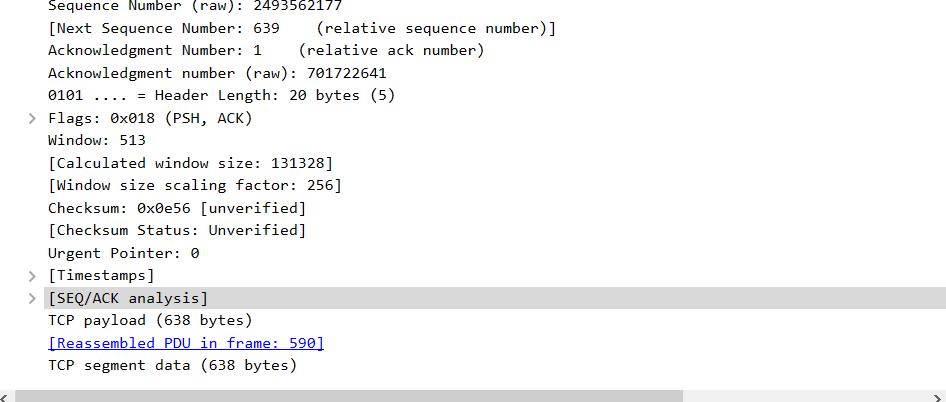 Sequence Number (raw): 2493562177
[Next Sequence Number: 639    (relative sequence number)]
Acknowledgment Number: 1    (relative ack number)
Acknowledgment number (raw): 701722641
0101 .... = Header Length: 20 bytes (5)
Flags: 0x018 (PSH, ACK)
Window: 513
[Calculated window size: 131328]
[Window size scaling factor: 256]
Checksum: 0x0e56 [unverified]
[Checksum Status: Unverified]
Urgent Pointer: 0
[Timestamps]
[SEQ/ACK analysis]
TCP payload (638 bytes)
[Reassembled PDU in frame: 590]
TCP segment data (638 bytes)